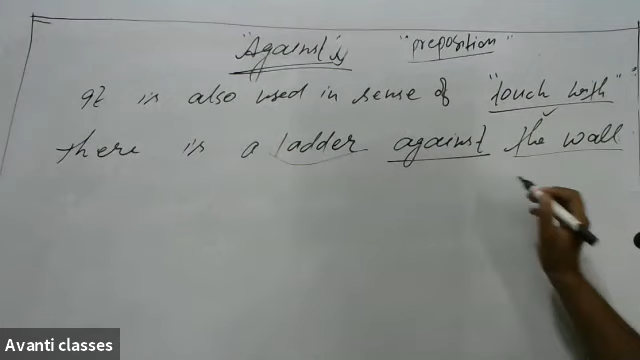 "Against is "preposition"
It is also used in sense of "touch with"
there is a ladder against the wall
Avanti classes